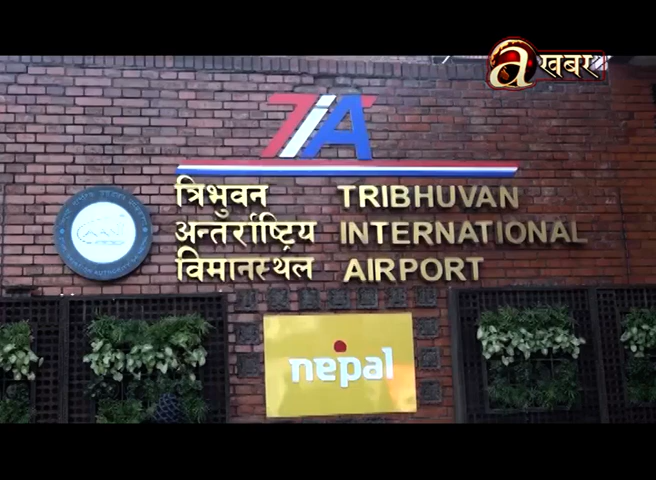 a खबर
TIA
त्रिभुवन TRIBHUVAN
अन्तर्राष्ट्रिय INTERNATIONAL
विमानस्थल AIRPORT
nepal